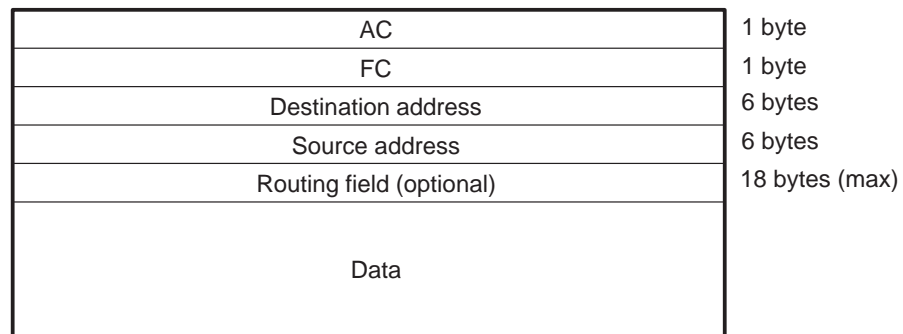 AC 1 byte
FC 1 byte
Destination address 6 bytes
Source address 6 bytes
Routing field (optional) 18 bytes (max)
Data